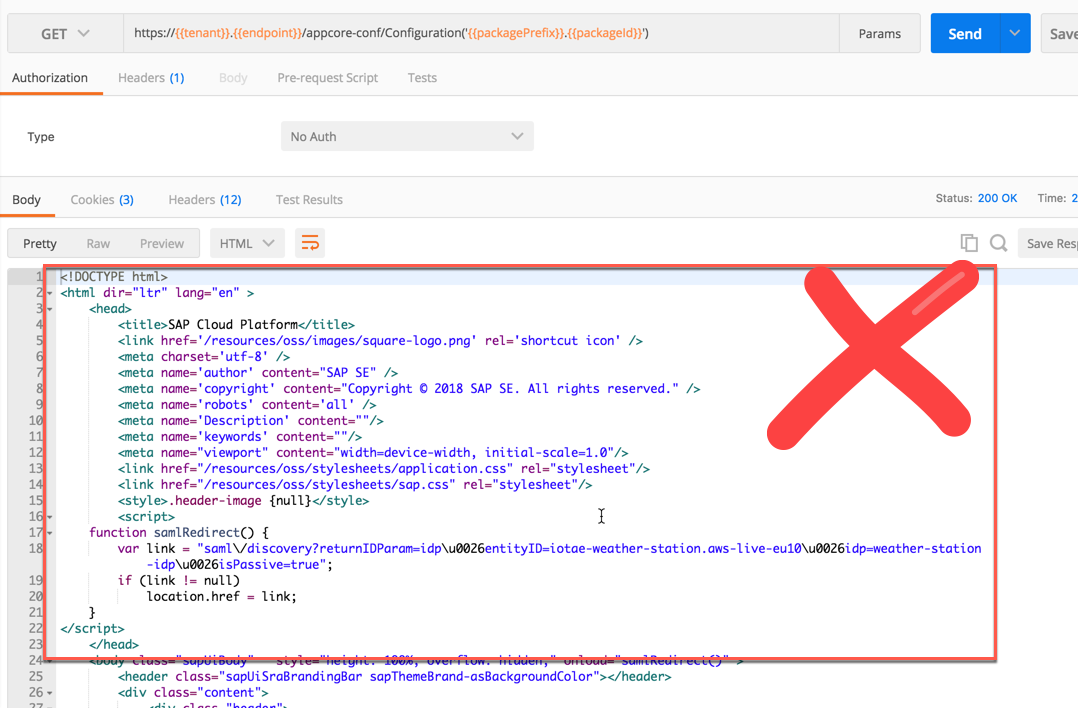 GET https://{{tenant}}.{{endpoint}}/appcore-conf/Configuration('{{packagePrefix}}.{{packageId}}') Params Send Save
Authorization Headers (1) Body Pre-request Script Tests
Type No Auth
Body Cookies (3) Headers (12) Test Results Status: 200 OK Time: 2
Pretty Raw Preview HTML Save Resp
1 <!DOCTYPE html>
2 <html dir="ltr" lang="en" >
3 <head>
4 <title>SAP Cloud Platform</title>
5 <link href='/resources/oss/images/square-logo.png' rel='shortcut icon' />
6 <meta charset='utf-8' />
7 <meta name='author' content="SAP SE" />
8 <meta name='copyright' content="Copyright © 2018 SAP SE. All rights reserved." />
9 <meta name='robots' content='all' />
10 <meta name='Description' content=""/>
11 <meta name='keywords' content=""/>
12 <meta name="viewport" content="width=device-width, initial-scale=1.0"/>
13 <link href="/resources/oss/stylesheets/application.css" rel="stylesheet"/>
14 <link href="/resources/oss/stylesheets/sap.css" rel="stylesheet"/>
15 <style>.header-image {null}</style>
16 <script>
17 function samlRedirect() {
18 var link = "saml\/discovery?returnIDParam=idp\u0026entityID=iotae-weather-station.aws-live-eu10\u0026idp=weather-station
-idp\u0026isPassive=true";
19 if (link != null)
20 location.href = link;
21 }
22 </script>
23 </head>
24 <body class="sapUiBody" style="height: 100%; overflow: hidden;" onload="samlRedirect()" >
25 <header class="sapUiSraBrandingBar sapThemeBrand-asBackgroundColor"></header>
26 <div class="content">
27 <div class="header">